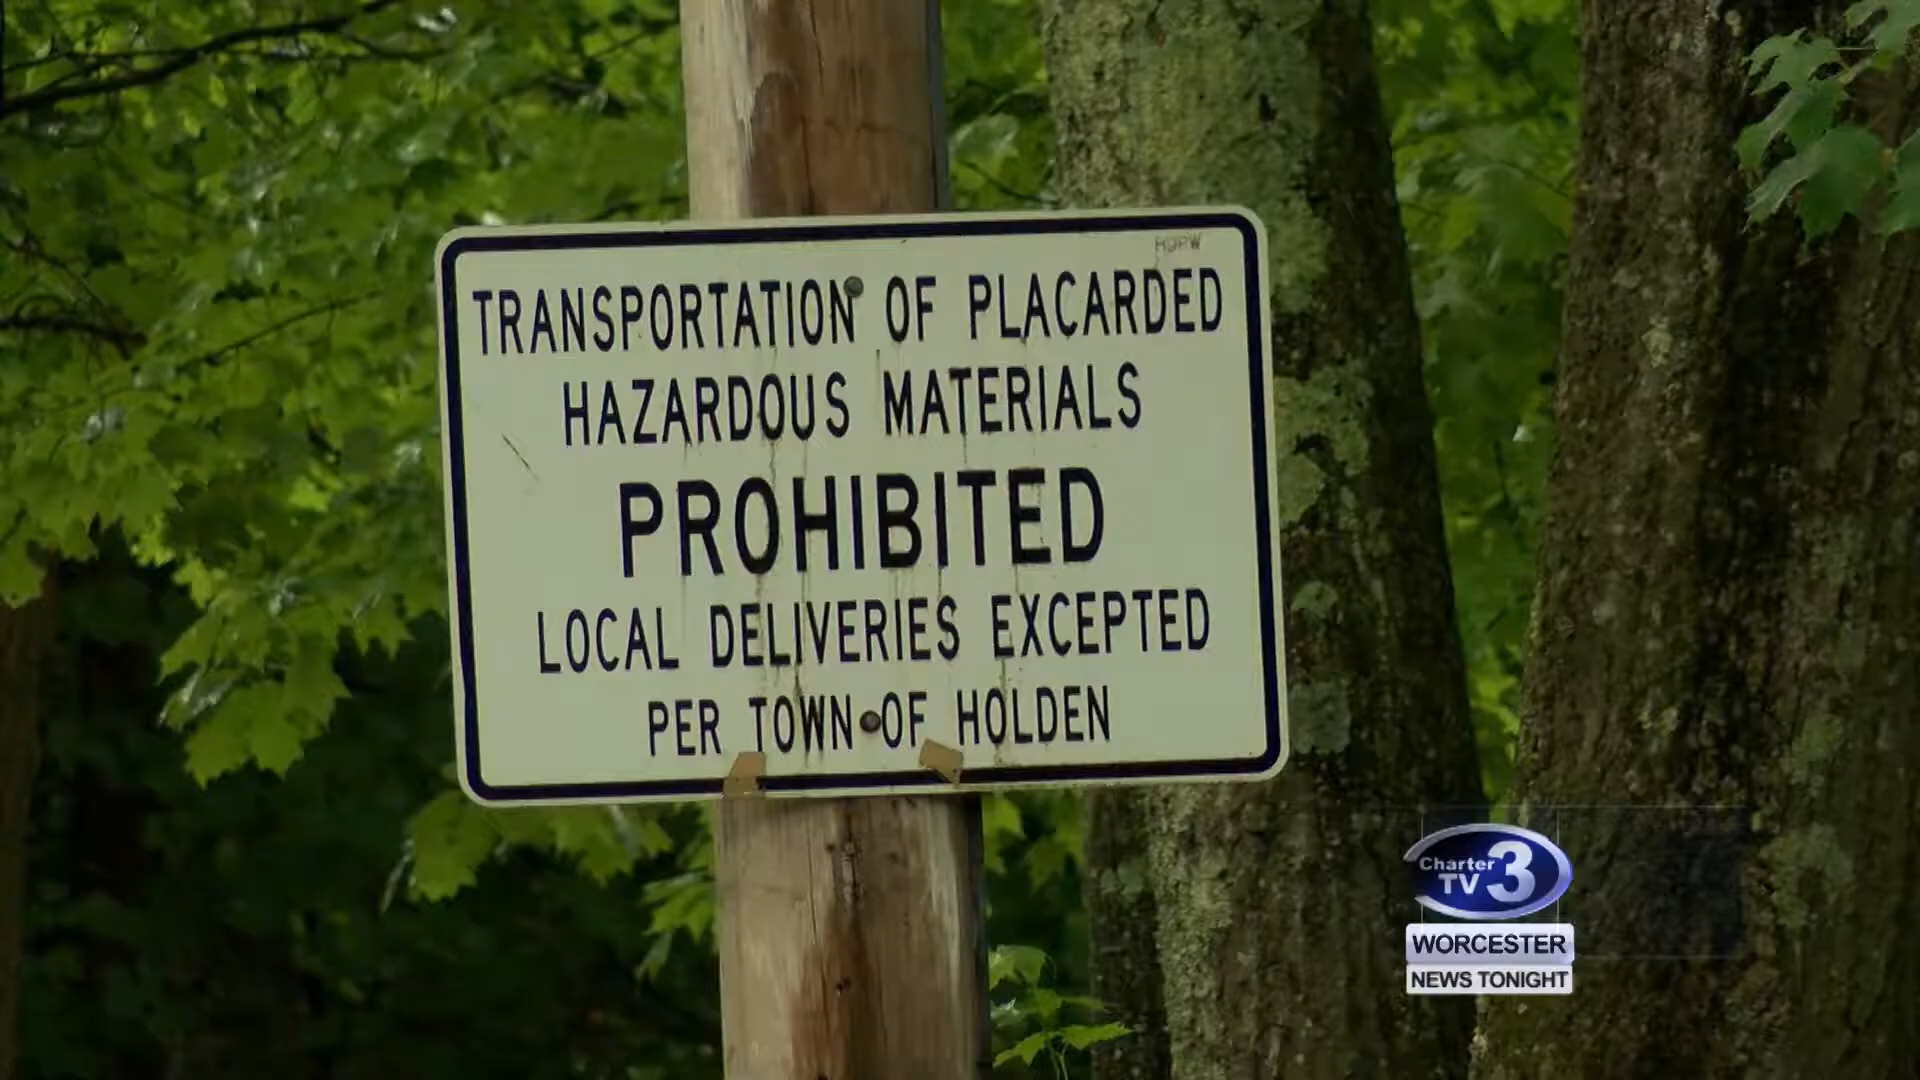 HDPW
TRANSPORTATION OF PLACARDED
HAZARDOUS MATERIALS
PROHIBITED
LOCAL DELIVERIES EXCEPTED
PER TOWN OF HOLDEN
Charter
TV 3
WORCESTER
NEWS TONIGHT